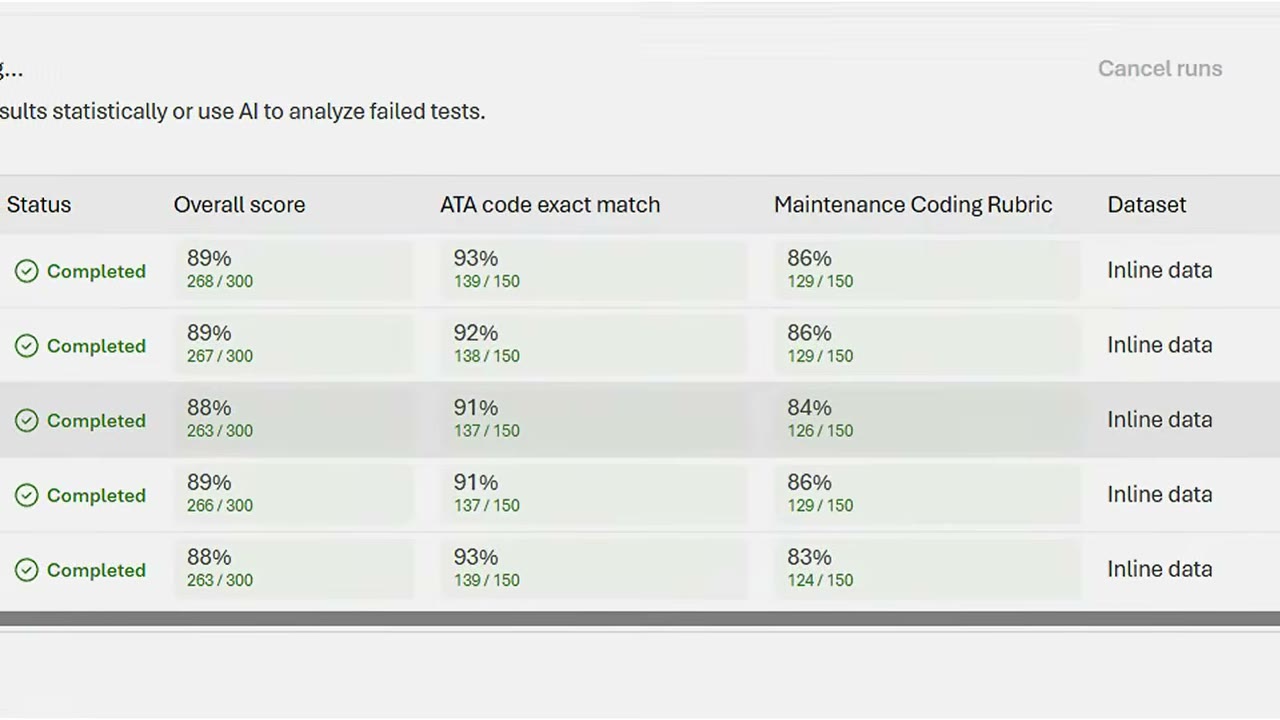 g...
Cancel runs
sults statistically or use AI to analyze failed tests.
Status Overall score ATA code exact match Maintenance Coding Rubric Dataset
Completed 89% 93% 86% Inline data
268 / 300 139 / 150 129 / 150
Completed 89% 92% 86% Inline data
267 / 300 138 / 150 129 / 150
Completed 88% 91% 84% Inline data
263 / 300 137 / 150 126 / 150
Completed 89% 91% 86% Inline data
266 / 300 137 / 150 129 / 150
Completed 88% 93% 83% Inline data
263 / 300 139 / 150 124 / 150